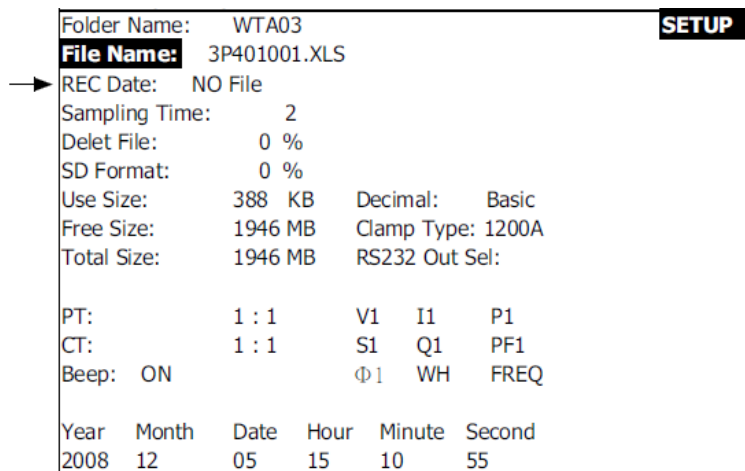 Folder Name: WTA03 SETUP
File Name: 3P401001.XLS
REC Date: NO File
Sampling Time: 2
Delet File: 0 %
SD Format: 0 %
Use Size: 388 KB Decimal: Basic
Free Size: 1946 MB Clamp Type: 1200A
Total Size: 1946 MB RS232 Out Sel:
PT: 1 : 1 V1 I1 P1
CT: 1 : 1 S1 Q1 PF1
Beep: ON Φ1 WH FREQ
Year Month Date Hour Minute Second
2008 12 05 15 10 55